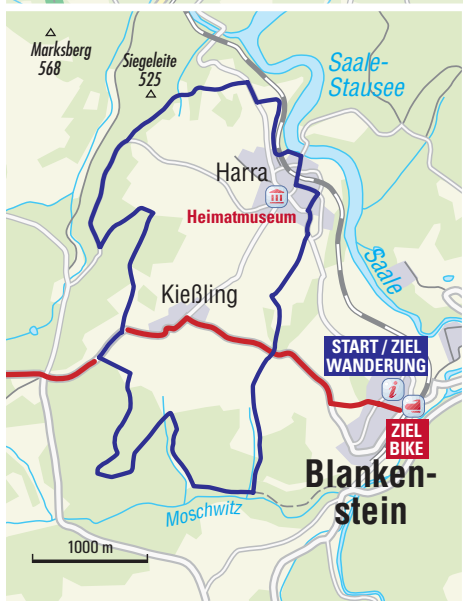 Marksberg
568
Siegeleite
525
Saale-
Stausee
Harra
Heimatmuseum
Saale
Kießling
START / ZIEL
WANDERUNG
i
ZIEL
BIKE
Blanken-
stein
Moschwitz
1000 m